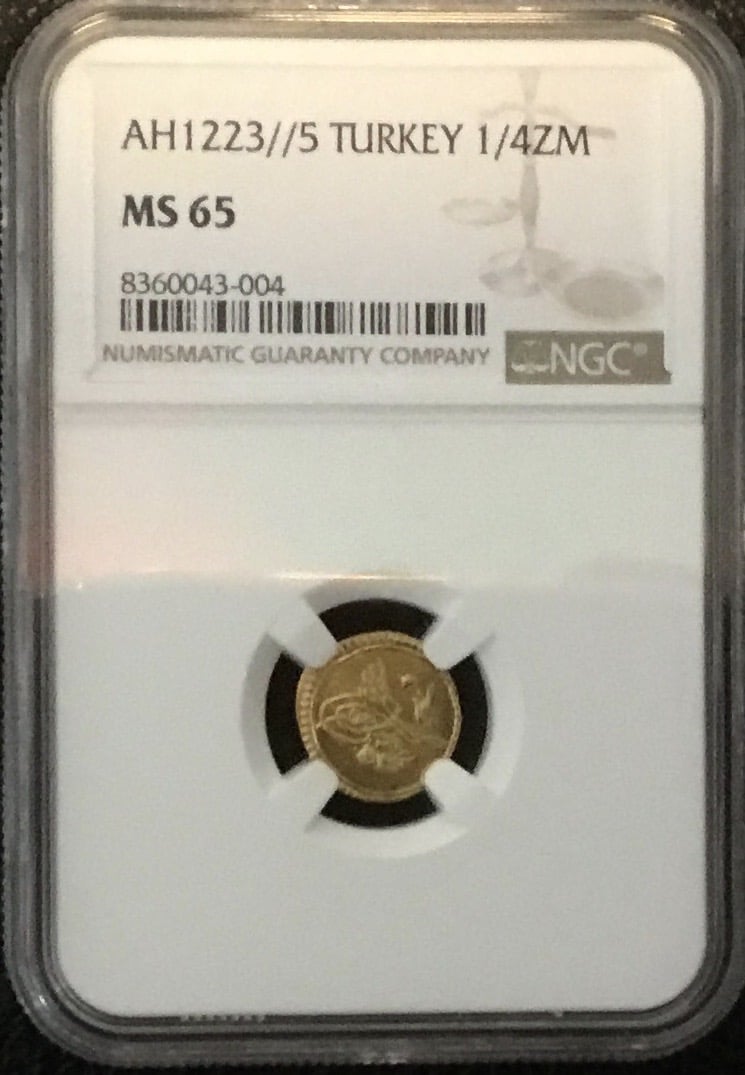 AH1223//5 TURKEY 1/4ZM
MS 65
8360043-004
NUMISMATIC GUARANTY COMPANY
NGC®